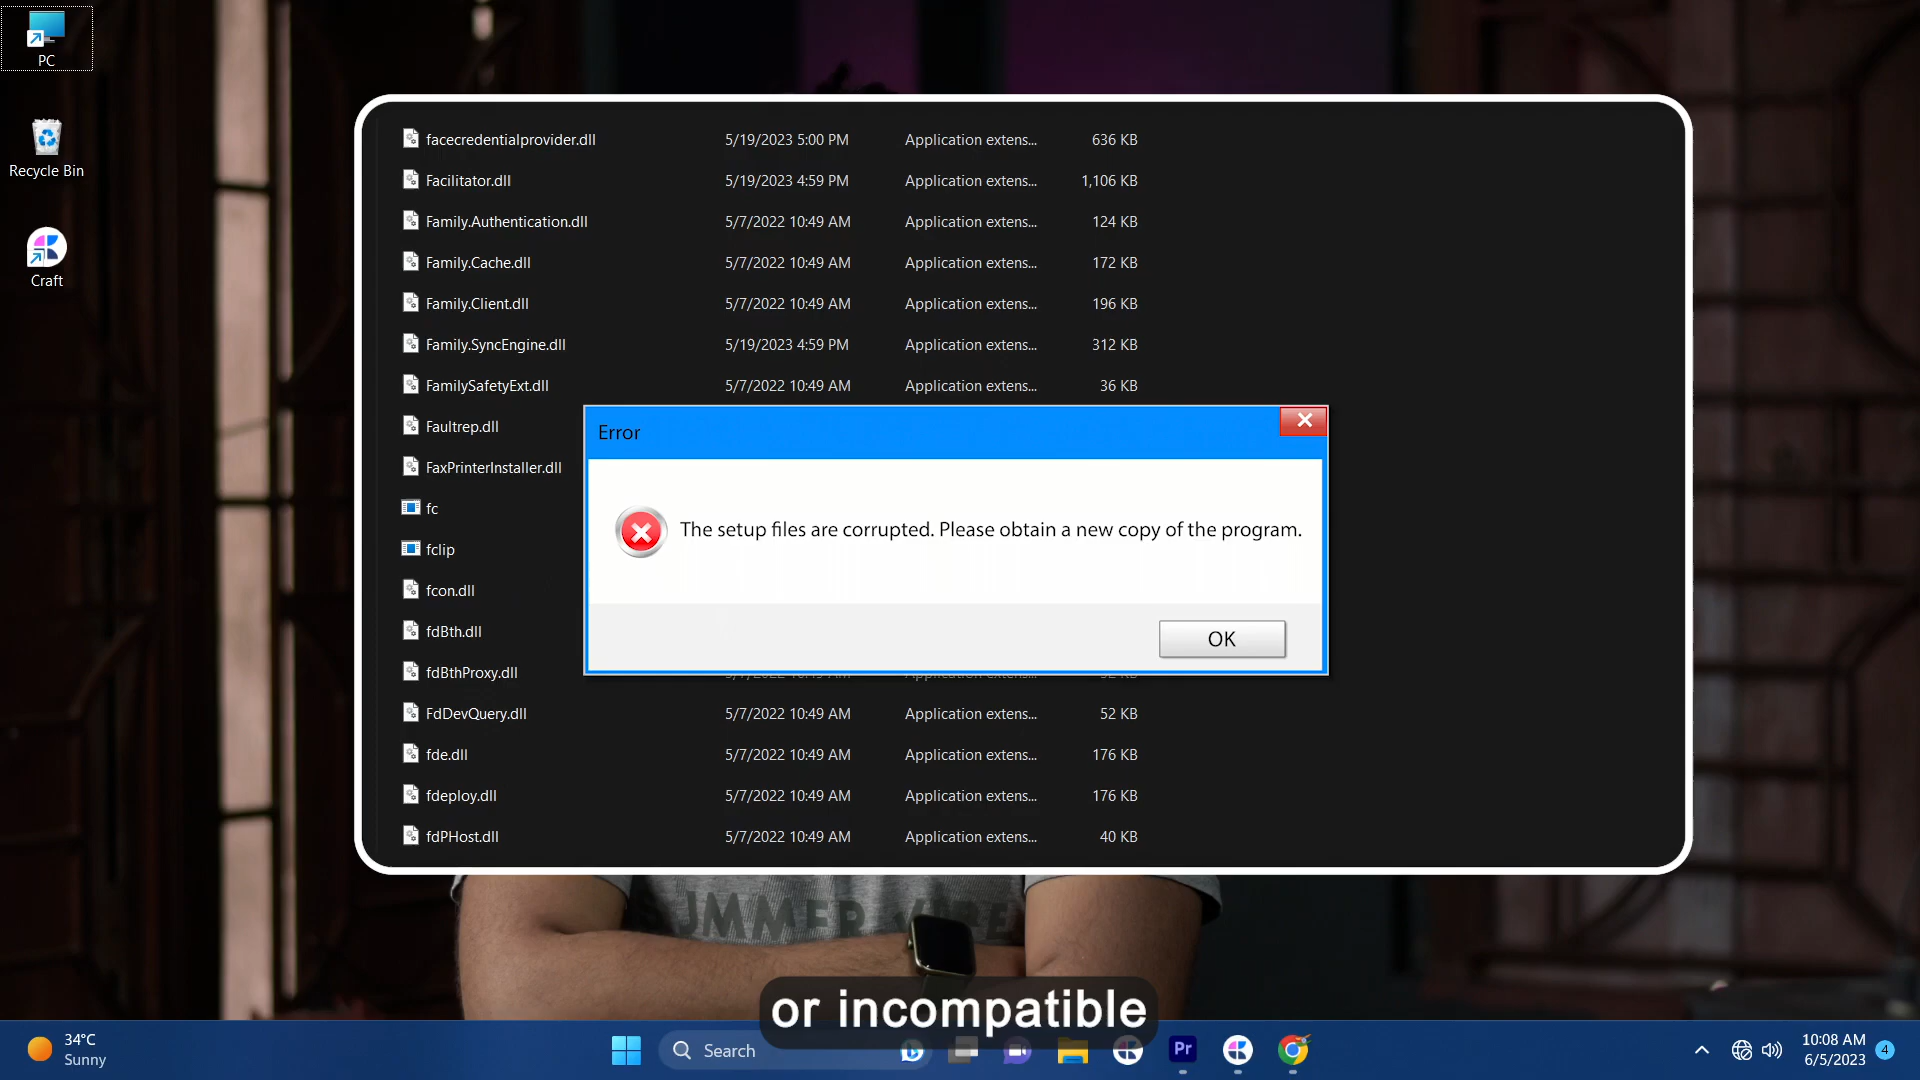 PC
Recycle Bin
Craft
facecredentialprovider.dll 5/19/2023 5:00 PM Application extens... 636 KB
Facilitator.dll 5/19/2023 4:59 PM Application extens... 1,106 KB
Family.Authentication.dll 5/7/2022 10:49 AM Application extens... 124 KB
Family.Cache.dll 5/7/2022 10:49 AM Application extens... 172 KB
Family.Client.dll 5/7/2022 10:49 AM Application extens... 196 KB
Family.SyncEngine.dll 5/19/2023 4:59 PM Application extens... 312 KB
FamilySafetyExt.dll 5/7/2022 10:49 AM Application extens... 36 KB
Faultrep.dll
FaxPrinterInstaller.dll
fc
fclip
fcon.dll
fdBth.dll
fdBthProxy.dll
FdDevQuery.dll 5/7/2022 10:49 AM Application extens... 52 KB
fde.dll 5/7/2022 10:49 AM Application extens... 176 KB
fdeploy.dll 5/7/2022 10:49 AM Application extens... 176 KB
fdPHost.dll 5/7/2022 10:49 AM Application extens... 40 KB
Error
The setup files are corrupted. Please obtain a new copy of the program.
OK
or incompatible
34°C
Sunny
Search
Pr
10:08 AM
6/5/2023
4